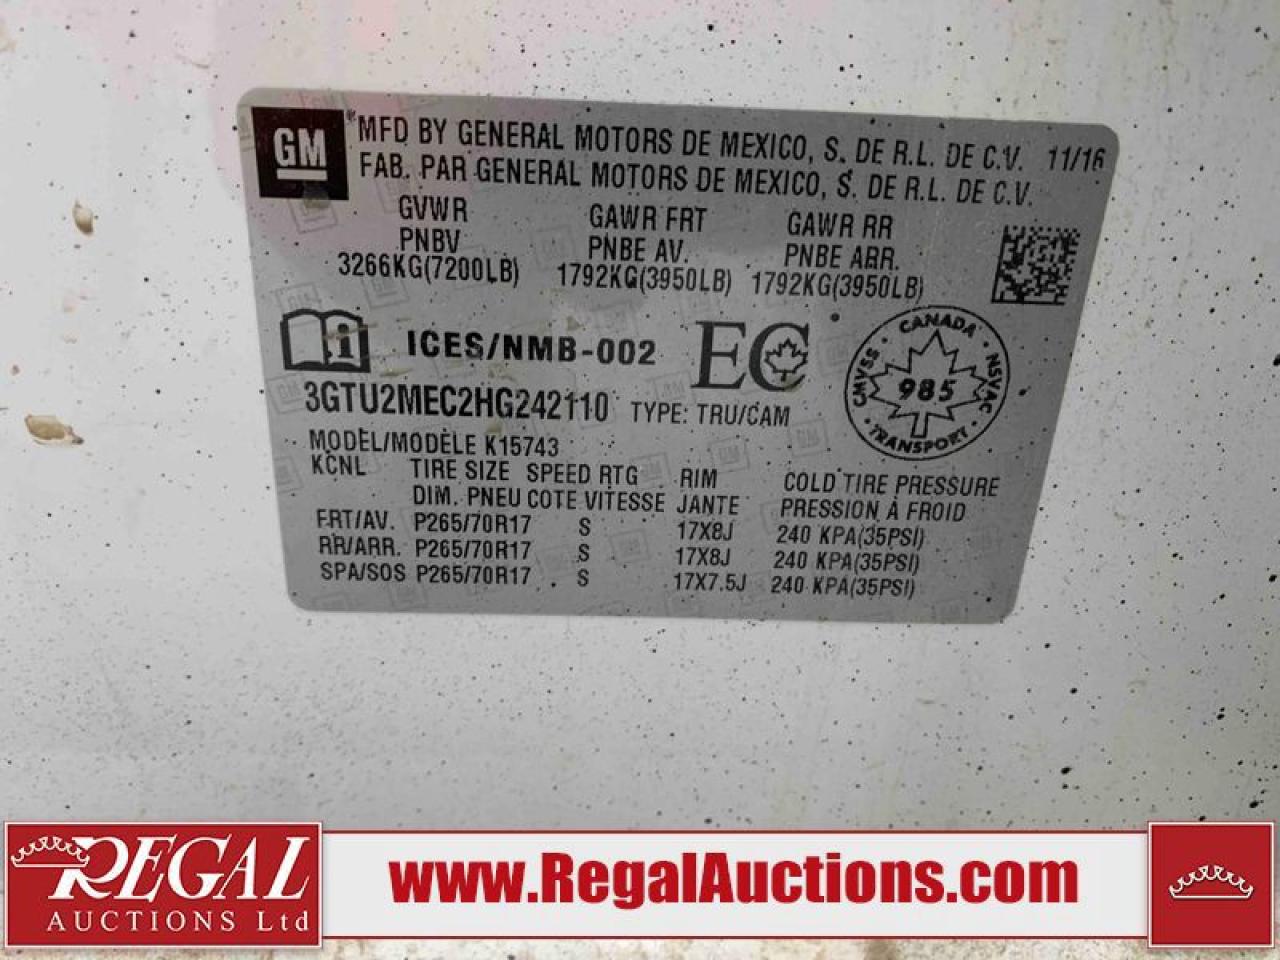 GM ® MFD BY GENERAL MOTORS DE MEXICO, S. DE R.L. DE C.V. 11/16
FAB. PAR GENERAL MOTORS DE MEXICO, S. DE R.L. DE C.V.
GVWR GAWR FRT GAWR RR
PNBV PNBE AV. PNBE ARR.
3266KG(7200LB) 1792KG(3950LB) 1792KG(3950LB)
ICES/NMB-002 EC
CANADA
CMVSS 985 NSVAC
TRANSPORT
3GTU2MEC2HG242110 TYPE: TRU/CAM
MODEL/MODÈLE K15743
KCNL TIRE SIZE SPEED RTG RIM COLD TIRE PRESSURE
DIM. PNEU COTE VITESSE JANTE PRESSION À FROID
FRT/AV. P265/70R17 S 17X8J 240 KPA(35PSI)
RR/ARR. P265/70R17 S 17X8J 240 KPA(35PSI)
SPA/SOS P265/70R17 S 17X7.5J 240 KPA(35PSI)
REGAL
AUCTIONS Ltd
www.RegalAuctions.com